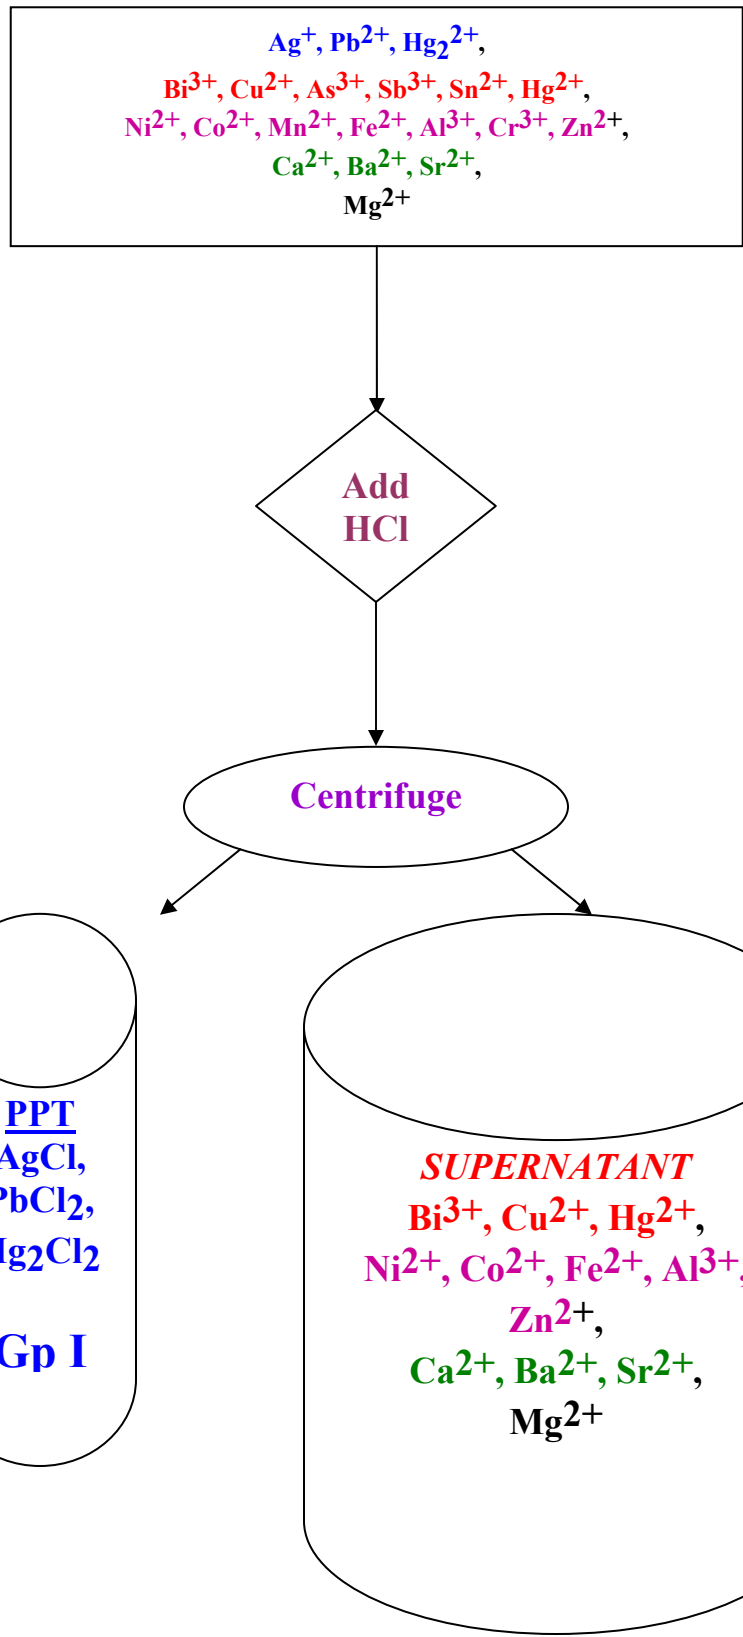 Ag+, Pb2+, Hg22+,
Bi3+, Cu2+, As3+, Sb3+, Sn2+, Hg2+,
Ni2+, Co2+, Mn2+, Fe2+, Al3+, Cr3+, Zn2+,
Ca2+, Ba2+, Sr2+,
Mg2+
Add
HCl
Centrifuge
PPT
AgCl,
PbCl2,
Hg2Cl2
Gp I
SUPERNATANT
Bi3+, Cu2+, Hg2+,
Ni2+, Co2+, Fe2+, Al3+,
Zn2+,
Ca2+, Ba2+, Sr2+,
Mg2+